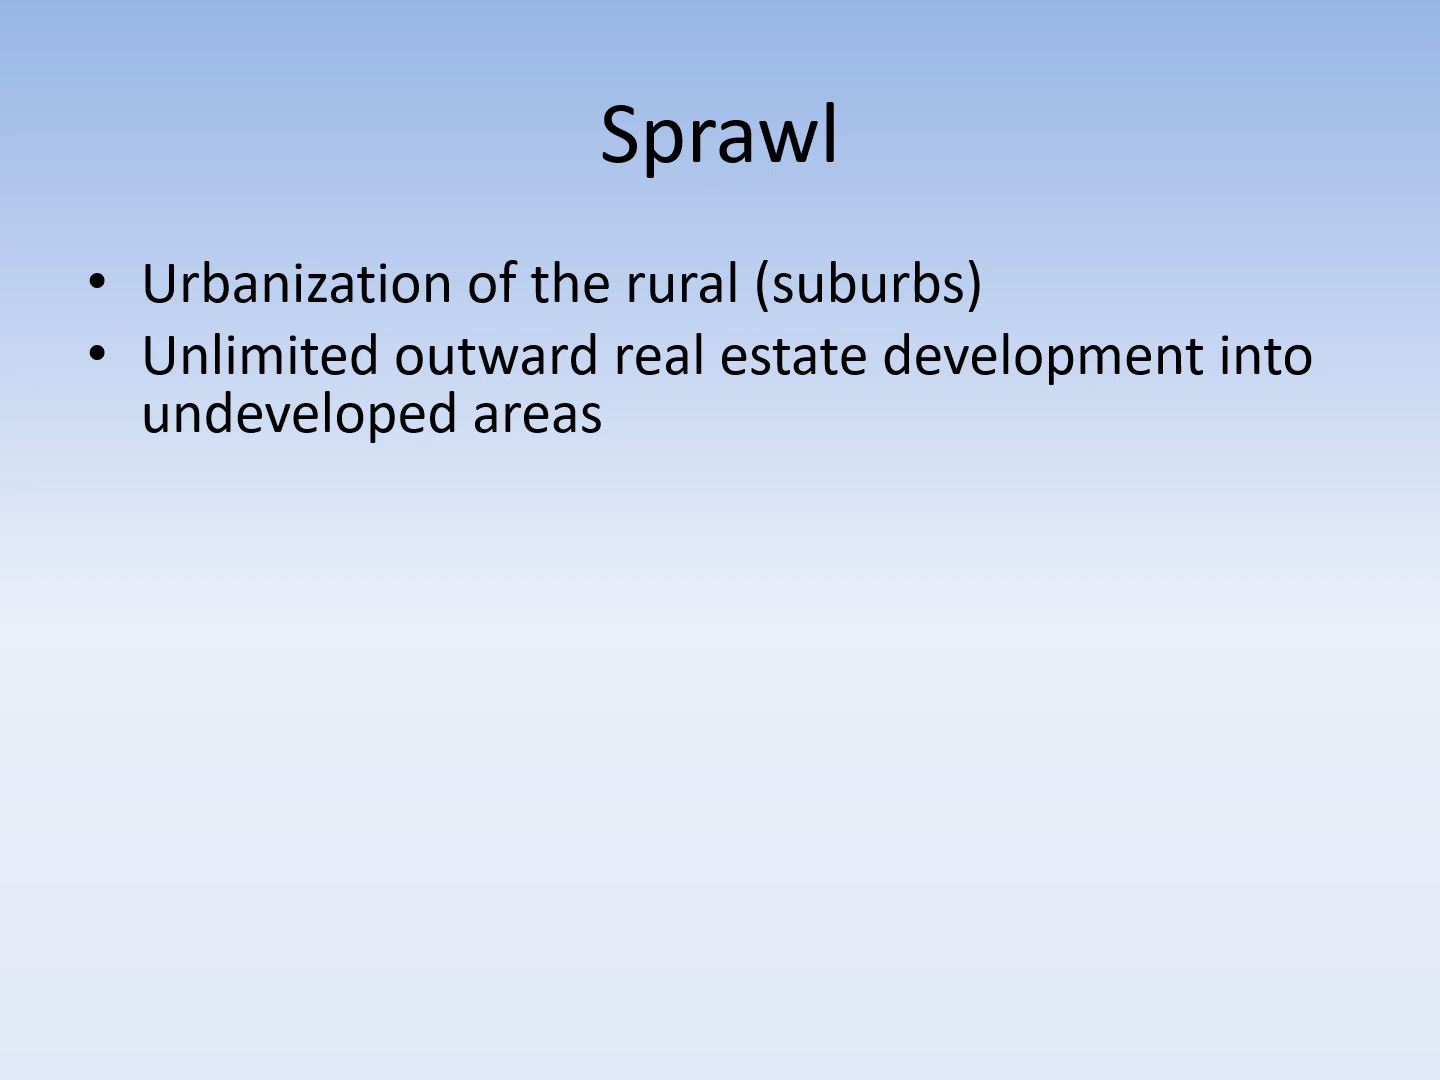 Sprawl
• Urbanization of the rural (suburbs)
• Unlimited outward real estate development into
undeveloped areas